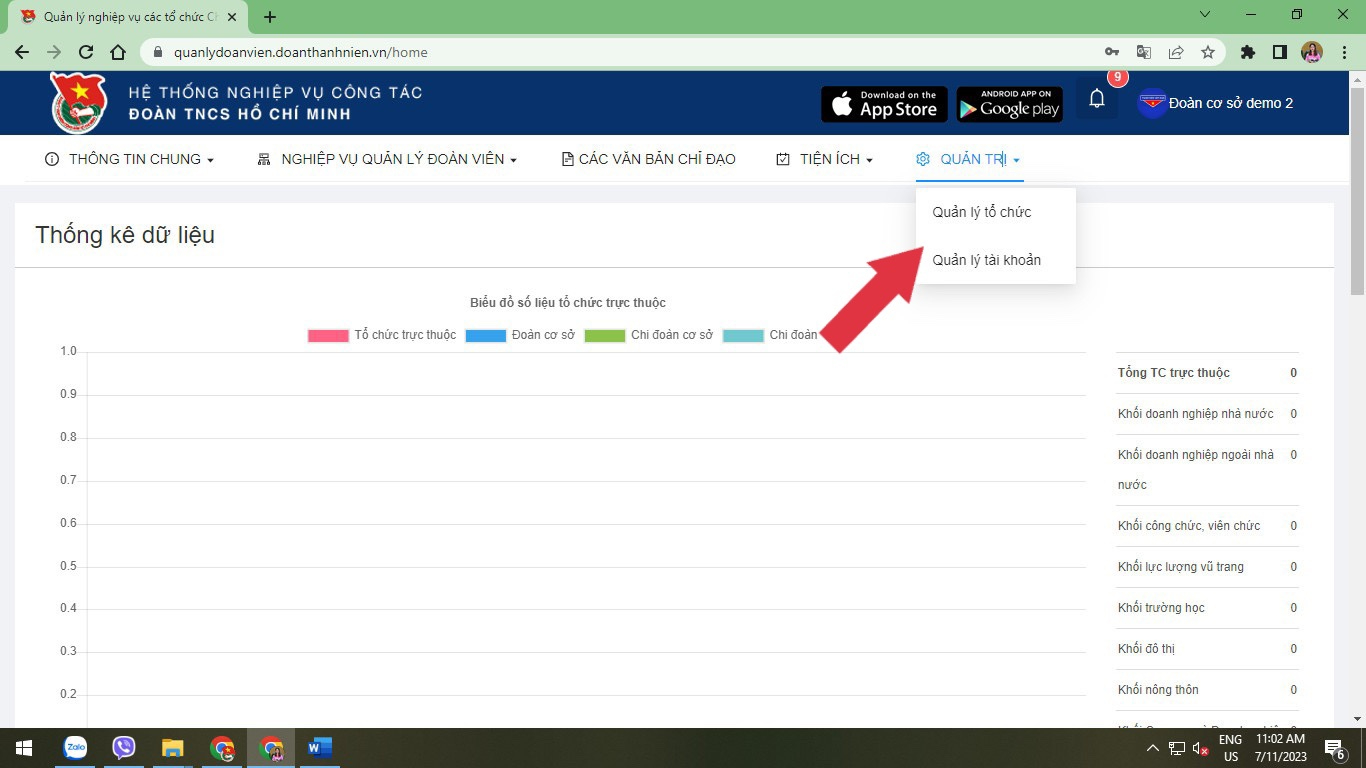 Quản lý nghiệp vụ các tổ chức Ch
quanlydoanvien.doanthanhnien.vn/home
HỆ THỐNG NGHIỆP VỤ CÔNG TÁC
ĐOÀN TNCS HỒ CHÍ MINH
Download on the
App Store
ANDROID APP ON
Google play
9
Đoàn cơ sở demo 2
THÔNG TIN CHUNG
NGHIỆP VỤ QUẢN LÝ ĐOÀN VIÊN
CÁC VĂN BẢN CHỈ ĐẠO
TIỆN ÍCH
QUẢN TRỊ
Quản lý tổ chức
Quản lý tài khoản
Thống kê dữ liệu
Biểu đồ số liệu tổ chức trực thuộc
Tổ chức trực thuộc
Đoàn cơ sở
Chi đoàn cơ sở
Chi đoàn
1.0
0.9
0.8
0.7
0.6
0.5
0.4
0.3
0.2
Tổng TC trực thuộc 0
Khối doanh nghiệp nhà nước 0
Khối doanh nghiệp ngoài nhà 0
nước
Khối công chức, viên chức 0
Khối lực lượng vũ trang 0
Khối trường học 0
Khối đô thị 0
Khối nông thôn 0
Zalo
ENG
US
11:02 AM
7/11/2023
6